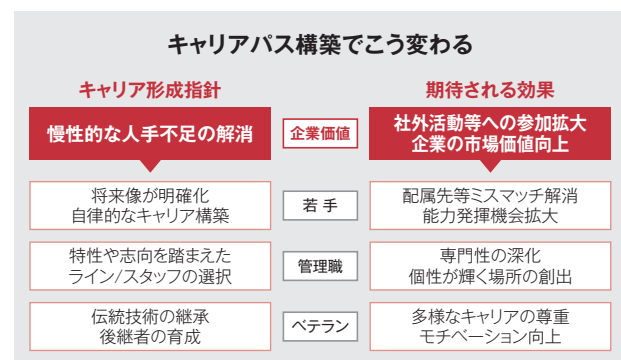 キャリアパス構築でこう変わる
キャリア形成指針
期待される効果
慢性的な人手不足の解消
企業価値
社外活動等への参加拡大
企業の市場価値向上
将来像が明確化
自律的なキャリア構築
若手
配属先等ミスマッチ解消
能力発揮機会拡大
特性や志向を踏まえた
ライン/スタッフの選択
管理職
専門性の深化
個性が輝く場所の創出
伝統技術の継承
後継者の育成
ベテラン
多様なキャリアの尊重
モチベーション向上